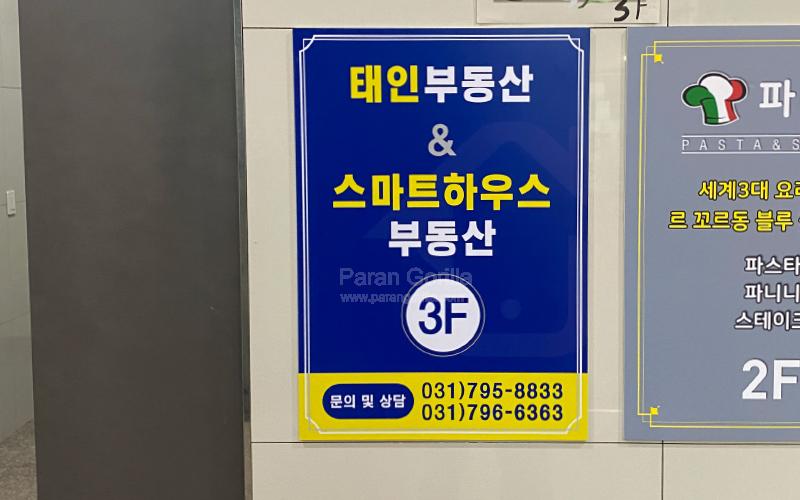 3F
태인부동산
&
스마트하우스
부동산
Paran Gorilla
3F
문의 및 상담
031)795-8833
031)796-6363
파
PASTA&S
세계3대 요리
르 꼬르동 블루
파스타
파니니
스테이크
2F